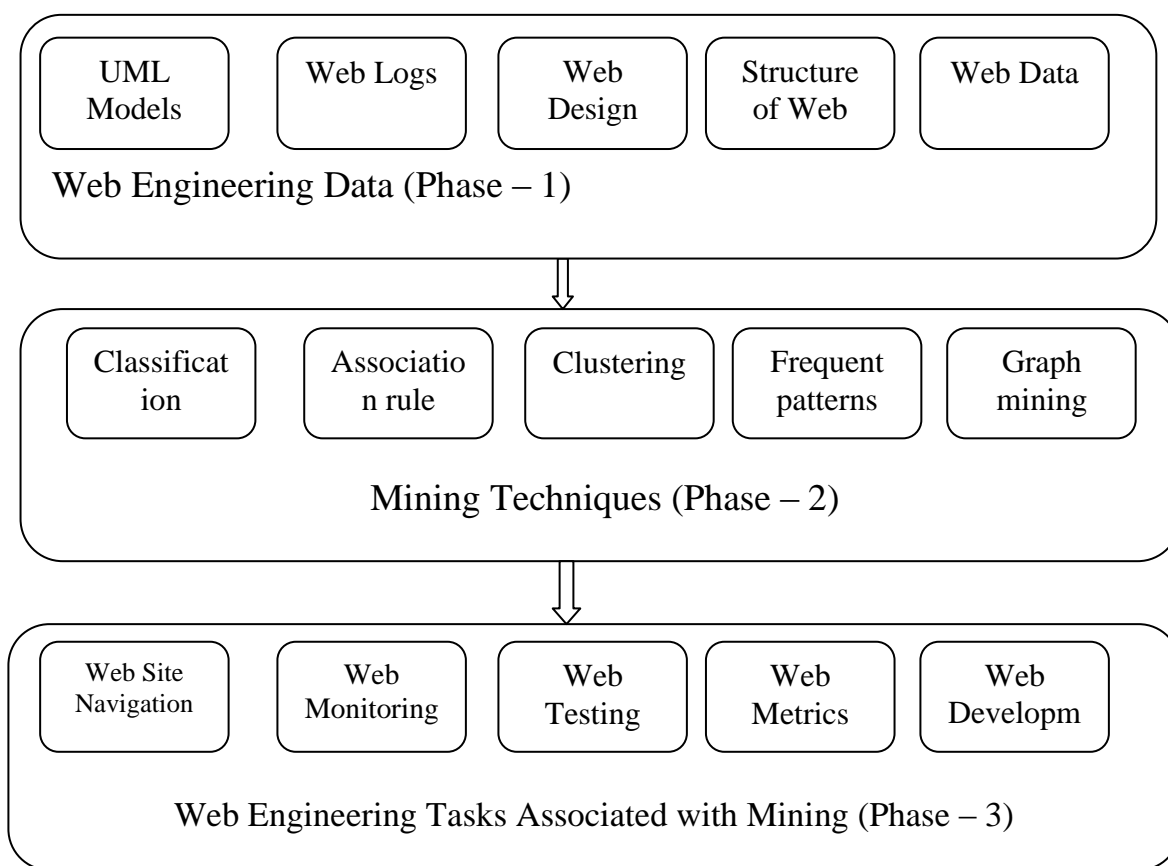 UML
Models
Web Logs
Web
Design
Structure
of Web
Web Data
Web Engineering Data (Phase – 1)
Classificat
ion
Associatio
n rule
Clustering
Frequent
patterns
Graph
mining
Mining Techniques (Phase – 2)
Web Site
Navigation
Web
Monitoring
Web
Testing
Web
Metrics
Web
Developm
Web Engineering Tasks Associated with Mining (Phase – 3)